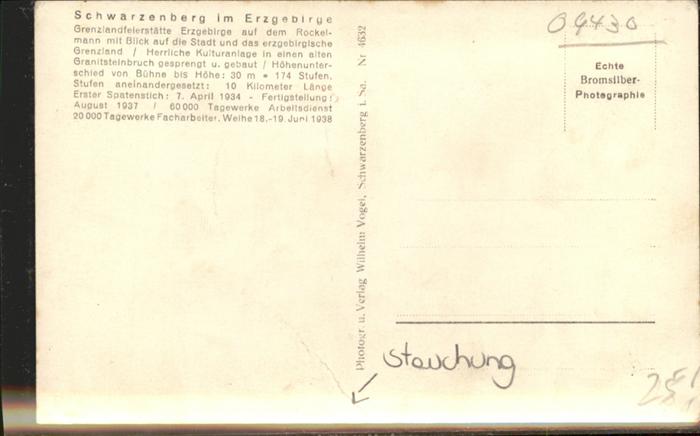 Schwarzenberg im Erzgebirge
Grenzlandfeierstätte Erzgebirge auf dem Rockel-
mann mit Blick auf die Stadt und das erzgebirgische
Grenzland / Herrliche Kulturanlage in einen alten
Granitsteinbruch gesprengt u. gebaut / Höhenunter-
schied von Bühne bis Höhe: 30 m = 174 Stufen.
Stufen aneinandergesetzt: 10 Kilometer Länge
Erster Spatenstich: 7. April 1934 - Fertigstellung:
August 1937 / 60000 Tagewerke Arbeitsdienst
20000 Tagewerke Facharbeiter. Weihe 18.-19. Juni 1938
Photogr. u. Verlag Wilhelm Vogel, Schwarzenberg i. Sa. Nr 4632
09430
Echte
Bromsilber-
Photographie
Stauchung